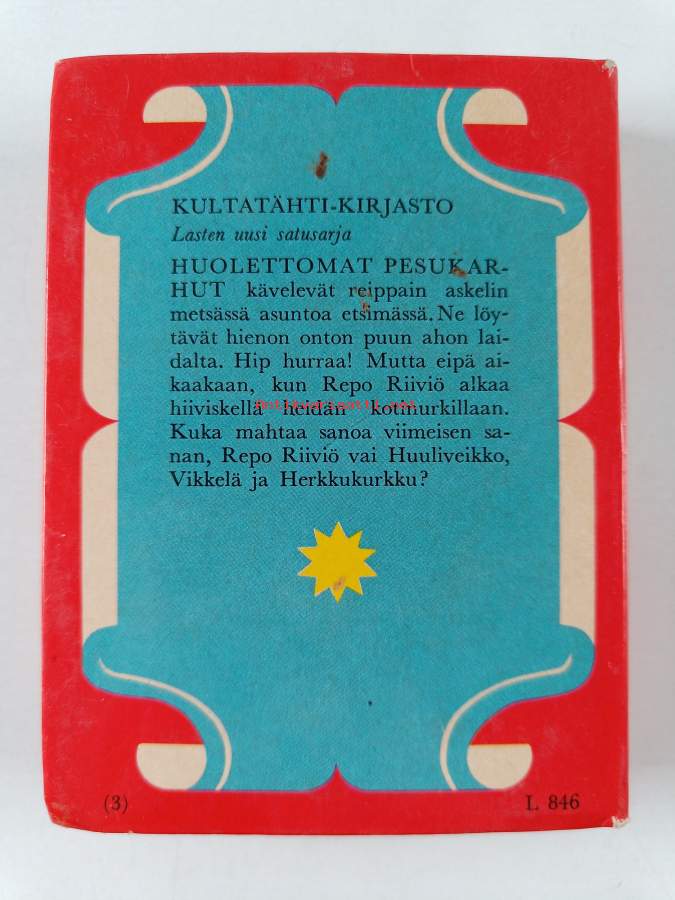 KULTATÄHTI-KIRJASTO
Lasten uusi satusarja
HUOLETTOMAT PESUKAR-
HUT kävelevät reippain askelin
metsässä asuntoa etsimässä. Ne löy-
tävät hienon onton puun ahon lai-
dalta. Hip hurraa! Mutta eipä ai-
kaakaan, kun Repo Riiviö alkaa
hiiviskellä heidän kotinurkillaan.
Kuka mahtaa sanoa viimeisen sa-
nan, Repo Riiviö vai Huuliveikko,
Vikkelä ja Herkkukurkku?
(3)
L 846